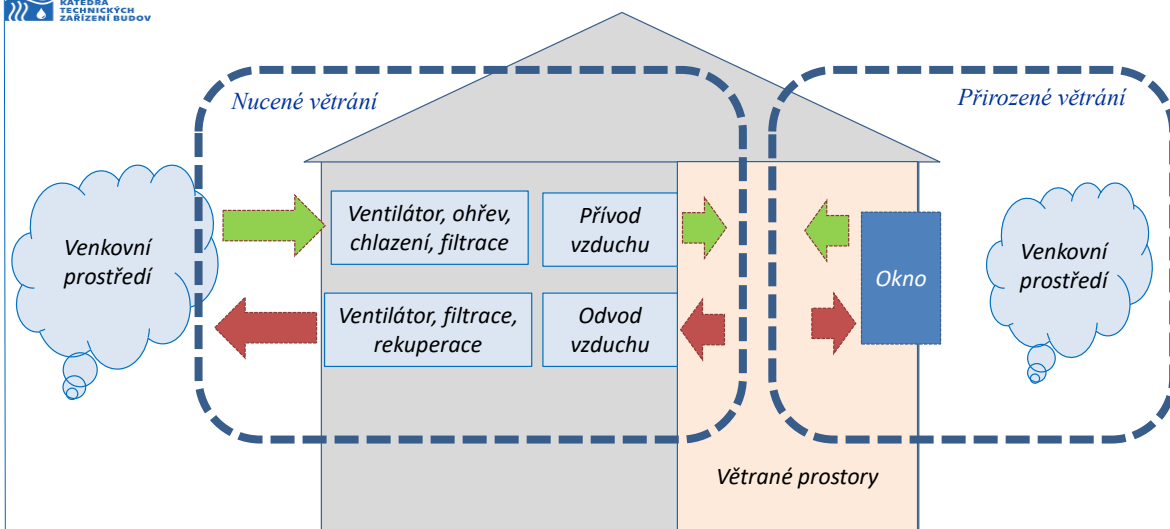 KATEDRA
TECHNICKÝCH
ZAŘÍZENÍ BUDOV
Nucené větrání
Přirozené větrání
Venkovní
prostředí
Ventilátor, ohřev,
chlazení, filtrace
Přívod
vzduchu
Okno
Venkovní
prostředí
Ventilátor, filtrace,
rekuperace
Odvod
vzduchu
Větrané prostory